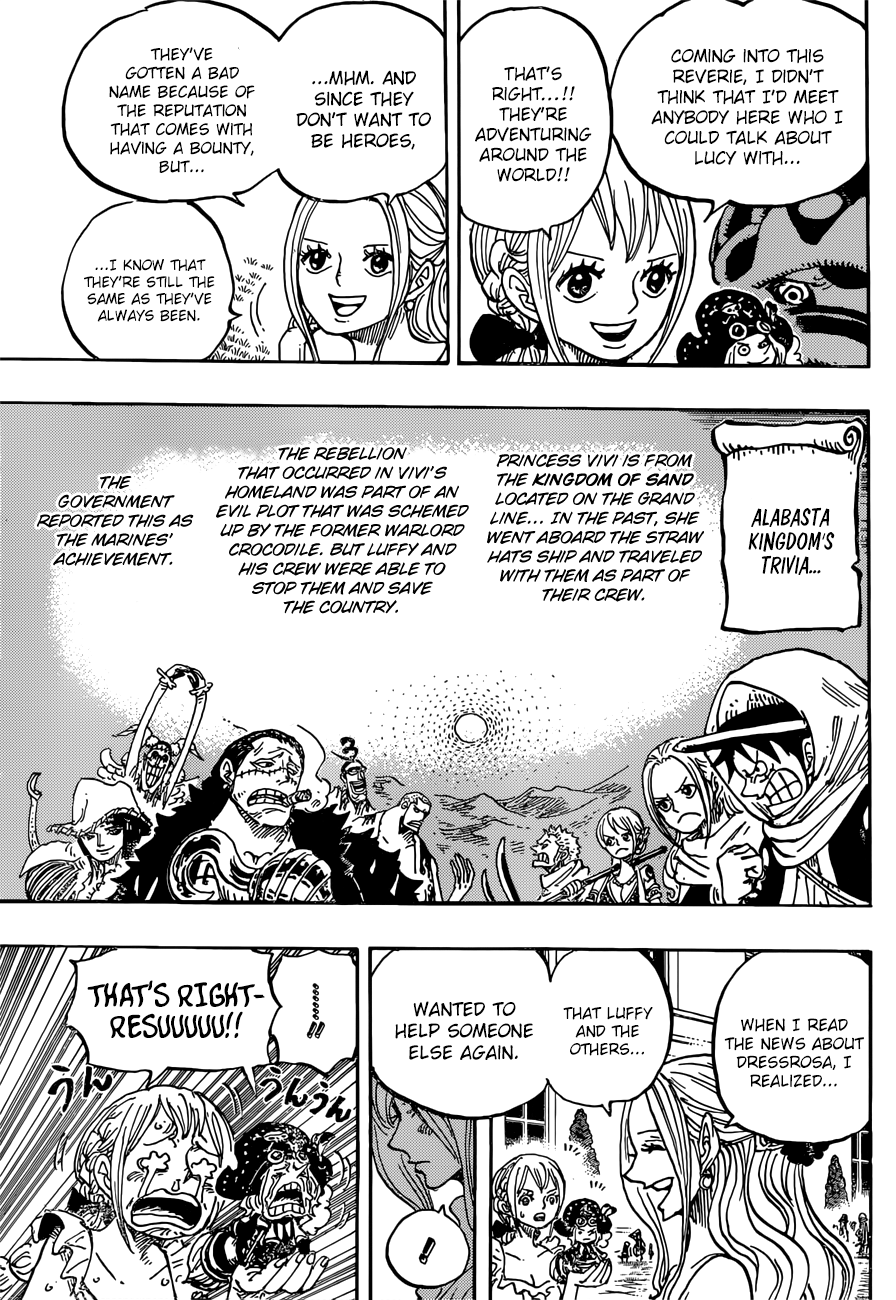 COMING INTO THIS
REVERIE, I DIDN'T
THINK THAT I'D MEET
ANYBODY HERE WHO I
COULD TALK ABOUT
LUCY WITH...
THAT'S
RIGHT...!!
THEY'RE
ADVENTURING
AROUND THE
WORLD!!
...MHM. AND
SINCE THEY
DON'T WANT TO
BE HEROES,
THEY'VE
GOTTEN A BAD
NAME BECAUSE OF
THE REPUTATION
THAT COMES WITH
HAVING A BOUNTY,
BUT...
...I KNOW THAT
THEY'RE STILL THE
SAME AS THEY'VE
ALWAYS BEEN.
ALABASTA
KINGDOM'S
TRIVIA...
PRINCESS VIVI IS FROM
THE KINGDOM OF SAND
LOCATED ON THE GRAND
LINE... IN THE PAST, SHE
WENT ABOARD THE STRAW
HATS SHIP AND TRAVELED
WITH THEM AS PART OF
THEIR CREW.
THE REBELLION
THAT OCCURRED IN VIVI'S
HOMELAND WAS PART OF AN
EVIL PLOT THAT WAS SCHEMED
UP BY THE FORMER WARLORD
CROCODILE. BUT LUFFY AND
HIS CREW WERE ABLE TO
STOP THEM AND SAVE
THE COUNTRY.
THE
GOVERNMENT
REPORTED THIS AS
THE MARINES'
ACHIEVEMENT.
3
WHEN I READ
THE NEWS ABOUT
DRESSROSA, I
REALIZED...
THAT LUFFY
AND THE
OTHERS...
WANTED TO
HELP SOMEONE
ELSE AGAIN.
!!
......!!
THAT'S RIGHT-
RESUUUUU!!
うんうん
うん